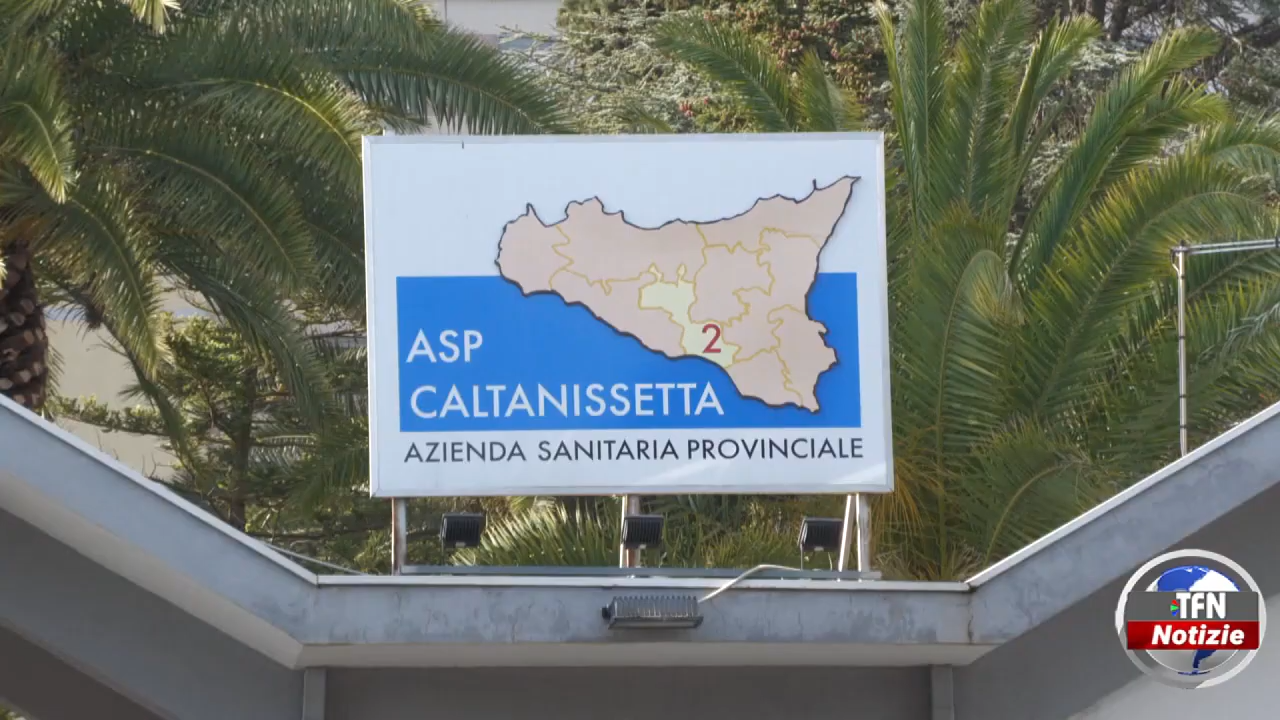 2
ASP
CALTANISSETTA
AZIENDA SANITARIA PROVINCIALE
TFN
Notizie